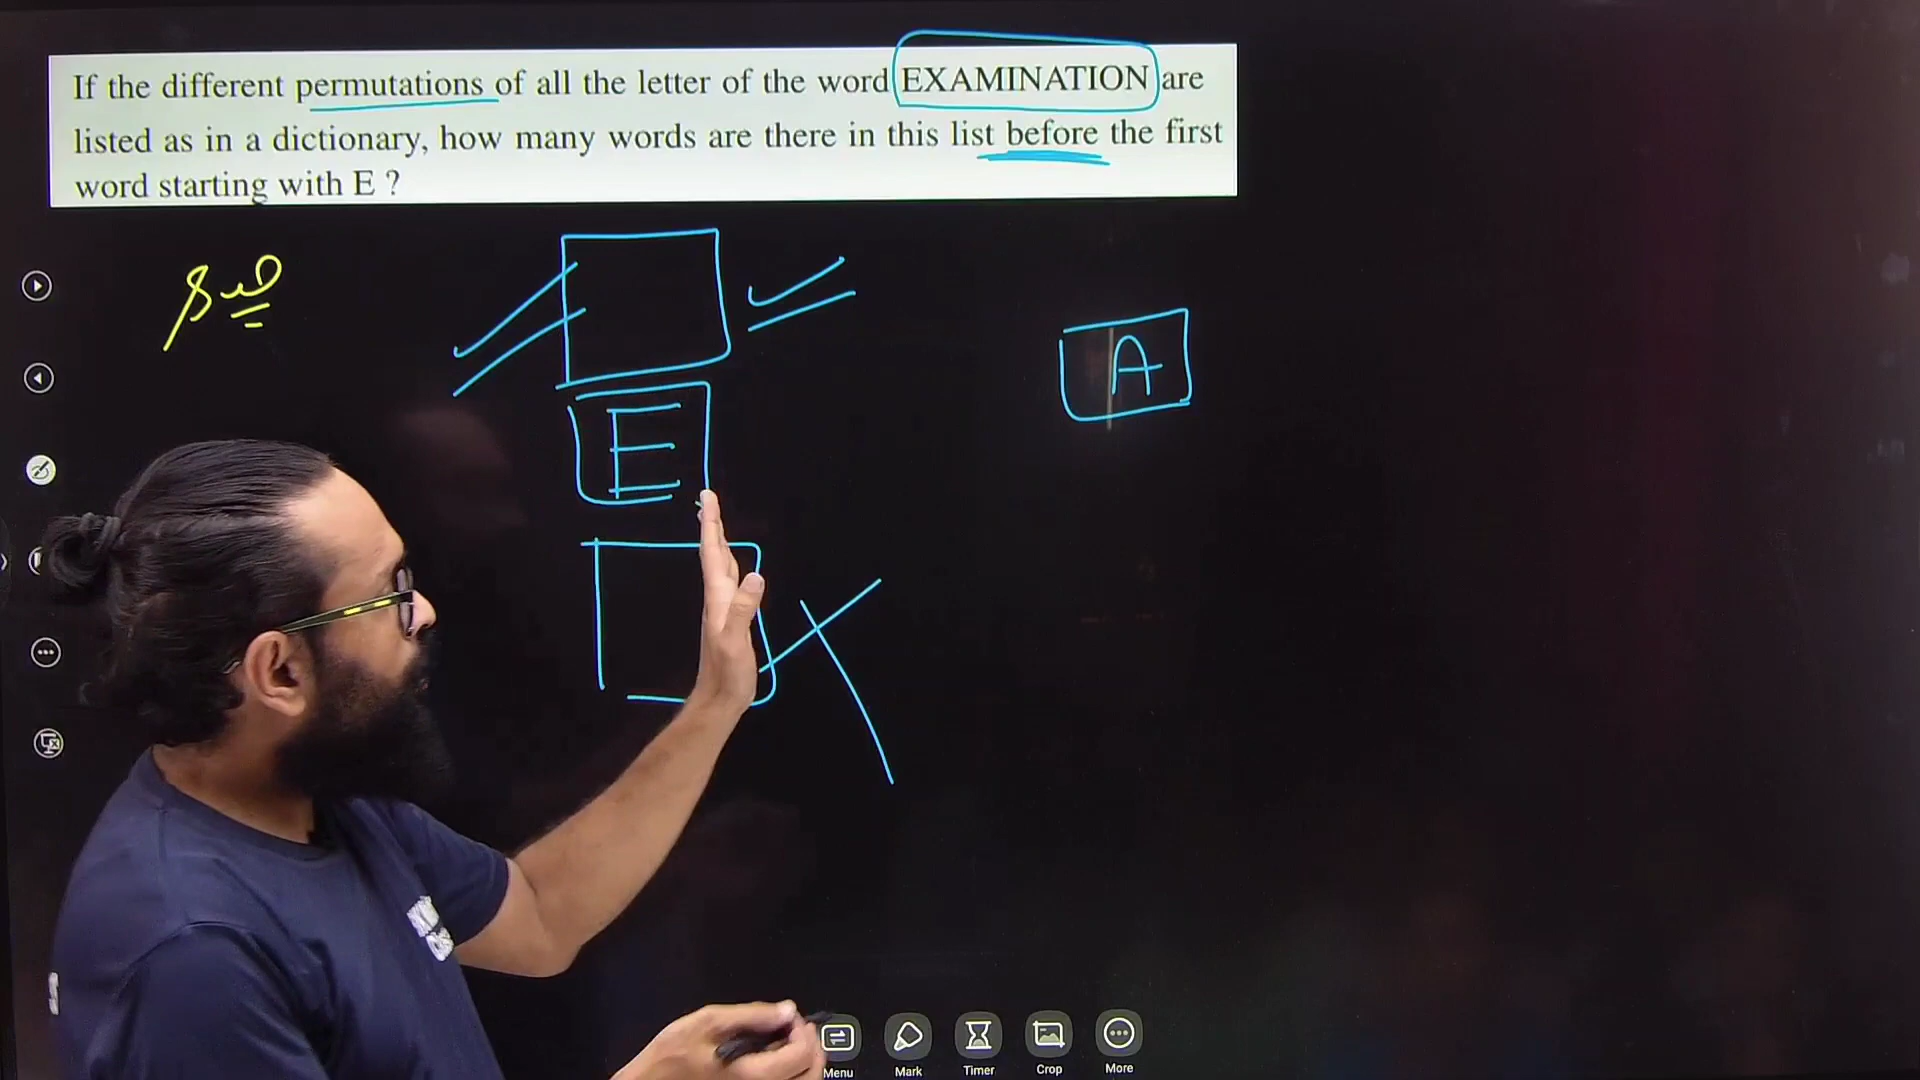 If the different permutations of all the letter of the word EXAMINATION are
listed as in a dictionary, how many words are there in this list before the first
word starting with E ?
A
E
Menu Mark Timer Crop More